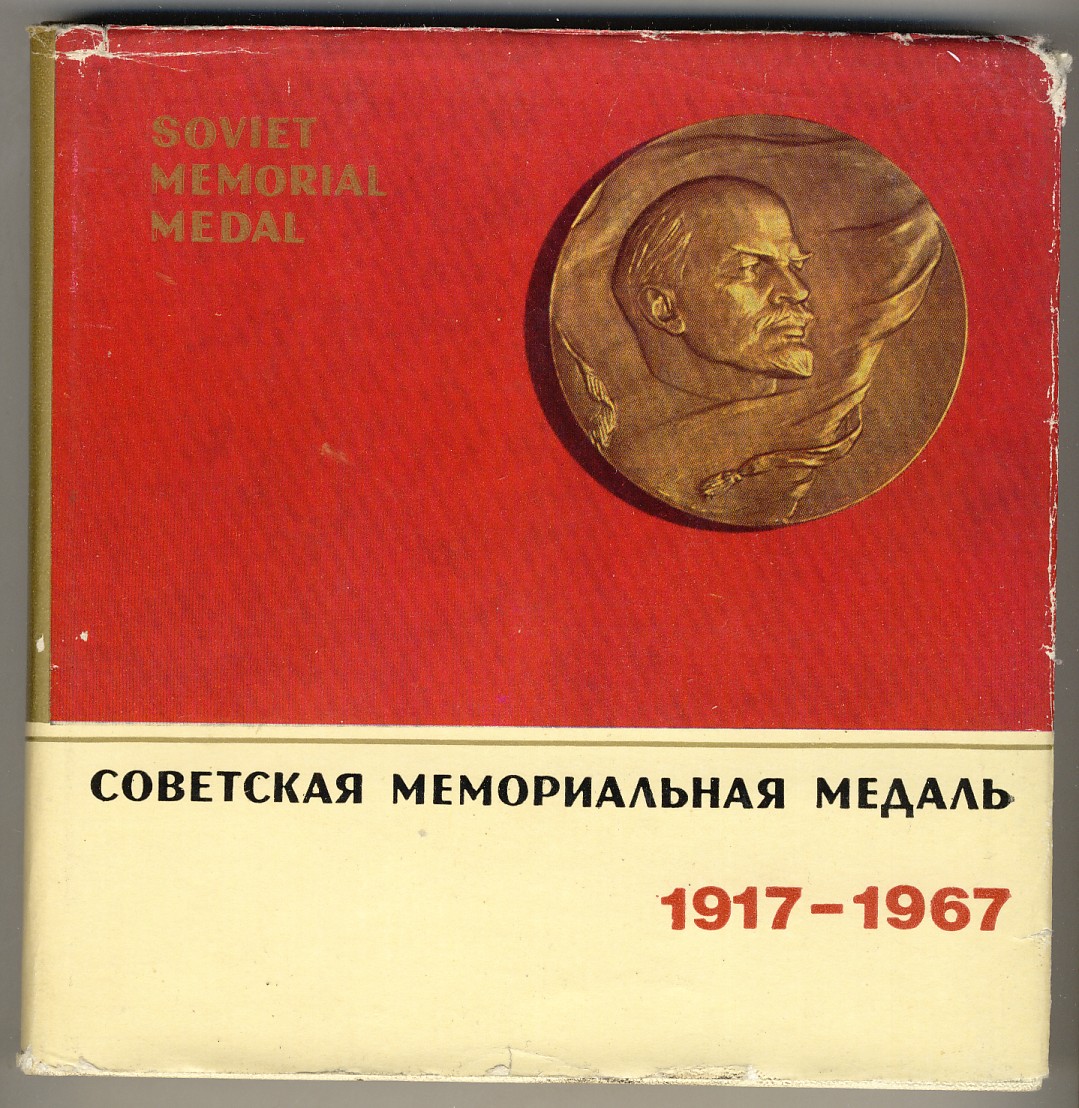 SOVIET
MEMORIAL
MEDAL
СОВЕТСКАЯ МЕМОРИАЛЬНАЯ МЕДАЛЬ
1917-1967